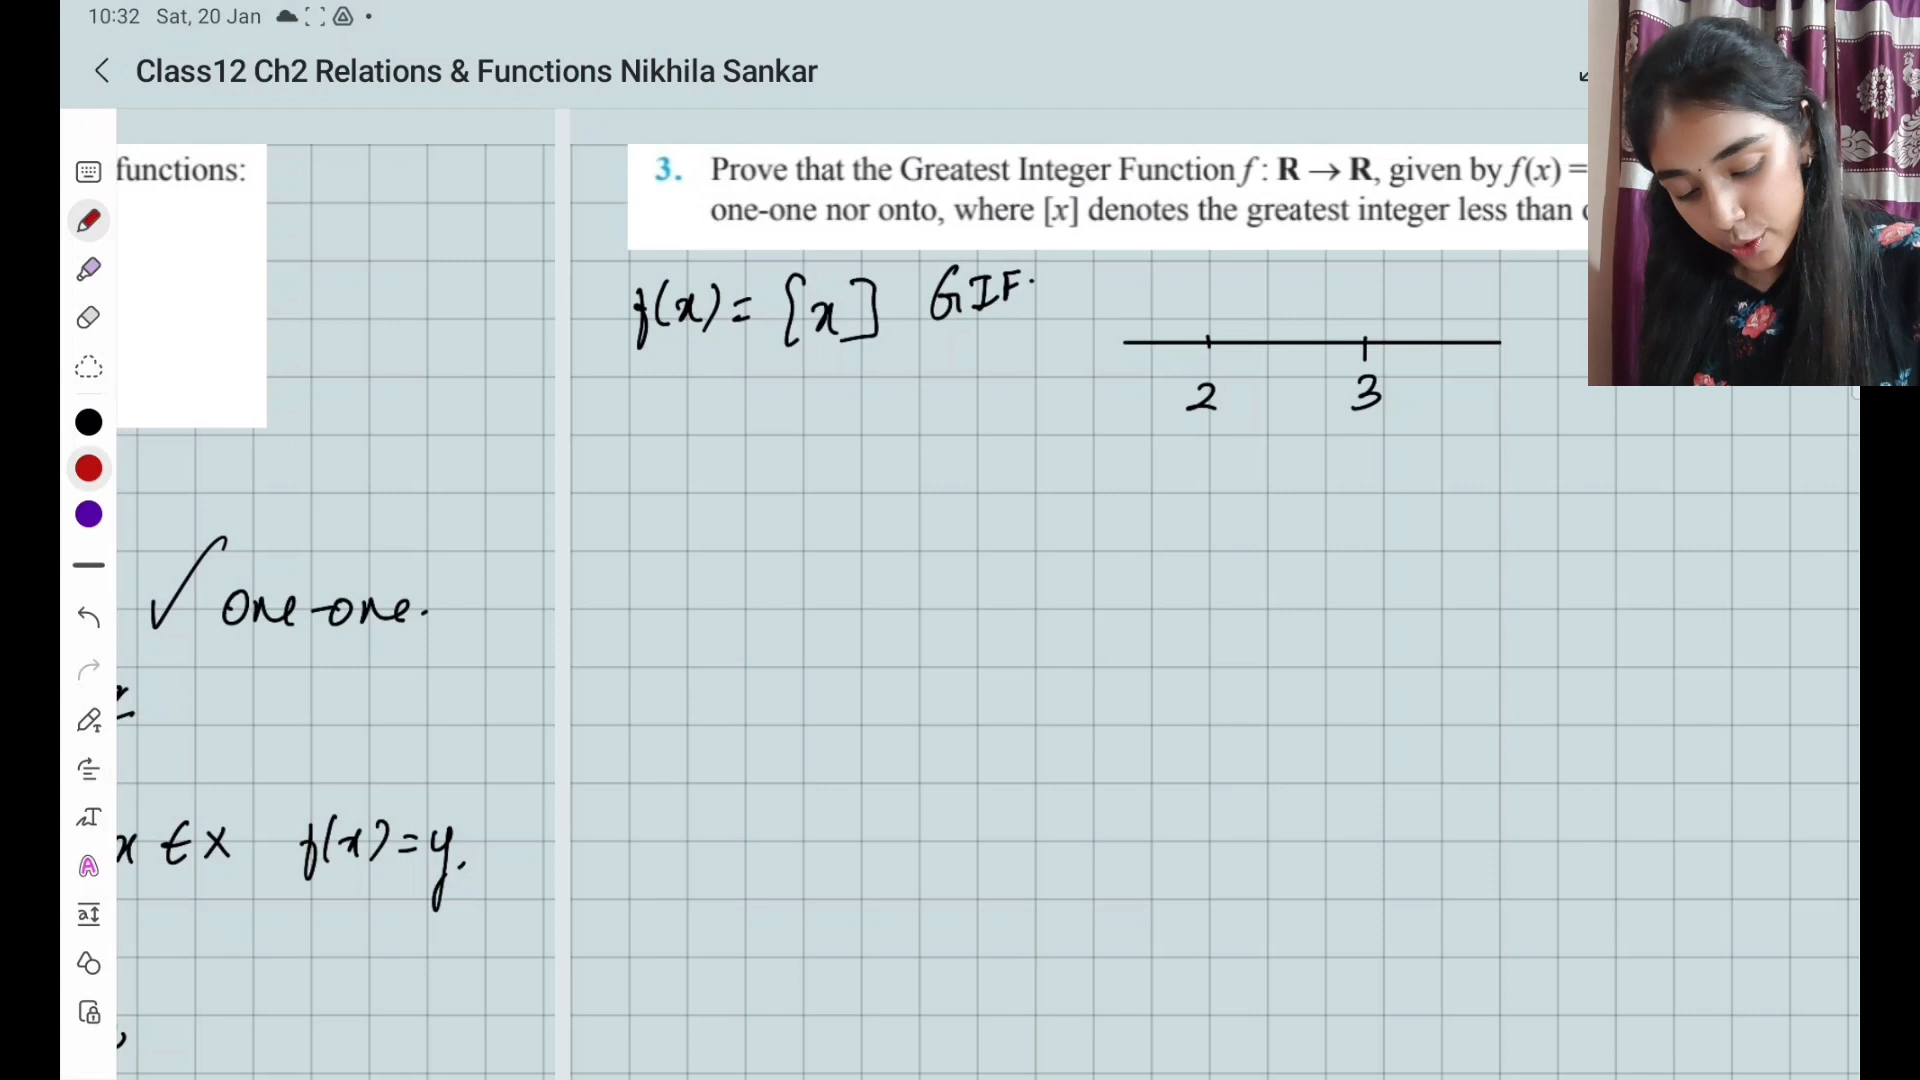 10:32 Sat, 20 Jan
Class12 Ch2 Relations & Functions Nikhila Sankar
functions:
3. Prove that the Greatest Integer Function f : R → R, given by f(x) =
one-one nor onto, where [x] denotes the greatest integer less than
f(x) = [x] GIF.
2 3
✓ one-one.
x ∈ X f(x) = y.